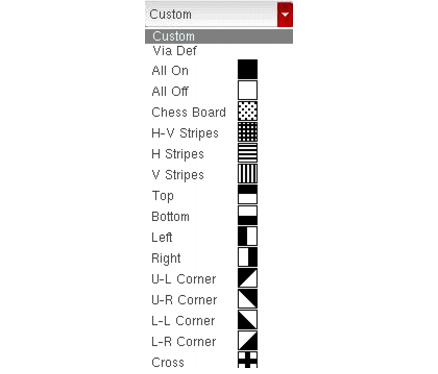 Custom
Custom
Via Def
All On
All Off
Chess Board
H-V Stripes
H Stripes
V Stripes
Top
Bottom
Left
Right
U-L Corner
U-R Corner
L-L Corner
L-R Corner
Cross